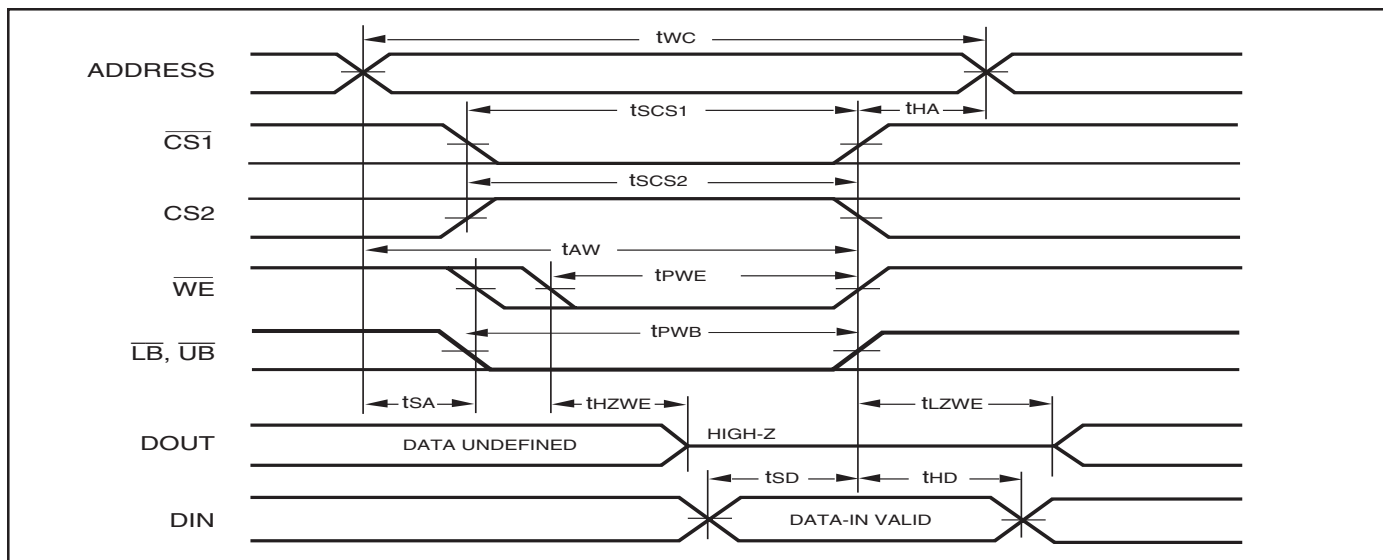 tWC
ADDRESS
tSCS1
tHA
CS1
tSCS2
CS2
tAW
WE
tPWE
LB, UB
tPWB
tSA
tHZWE
tLZWE
DOUT
DATA UNDEFINED
HIGH-Z
tSD
tHD
DIN
DATA-IN VALID